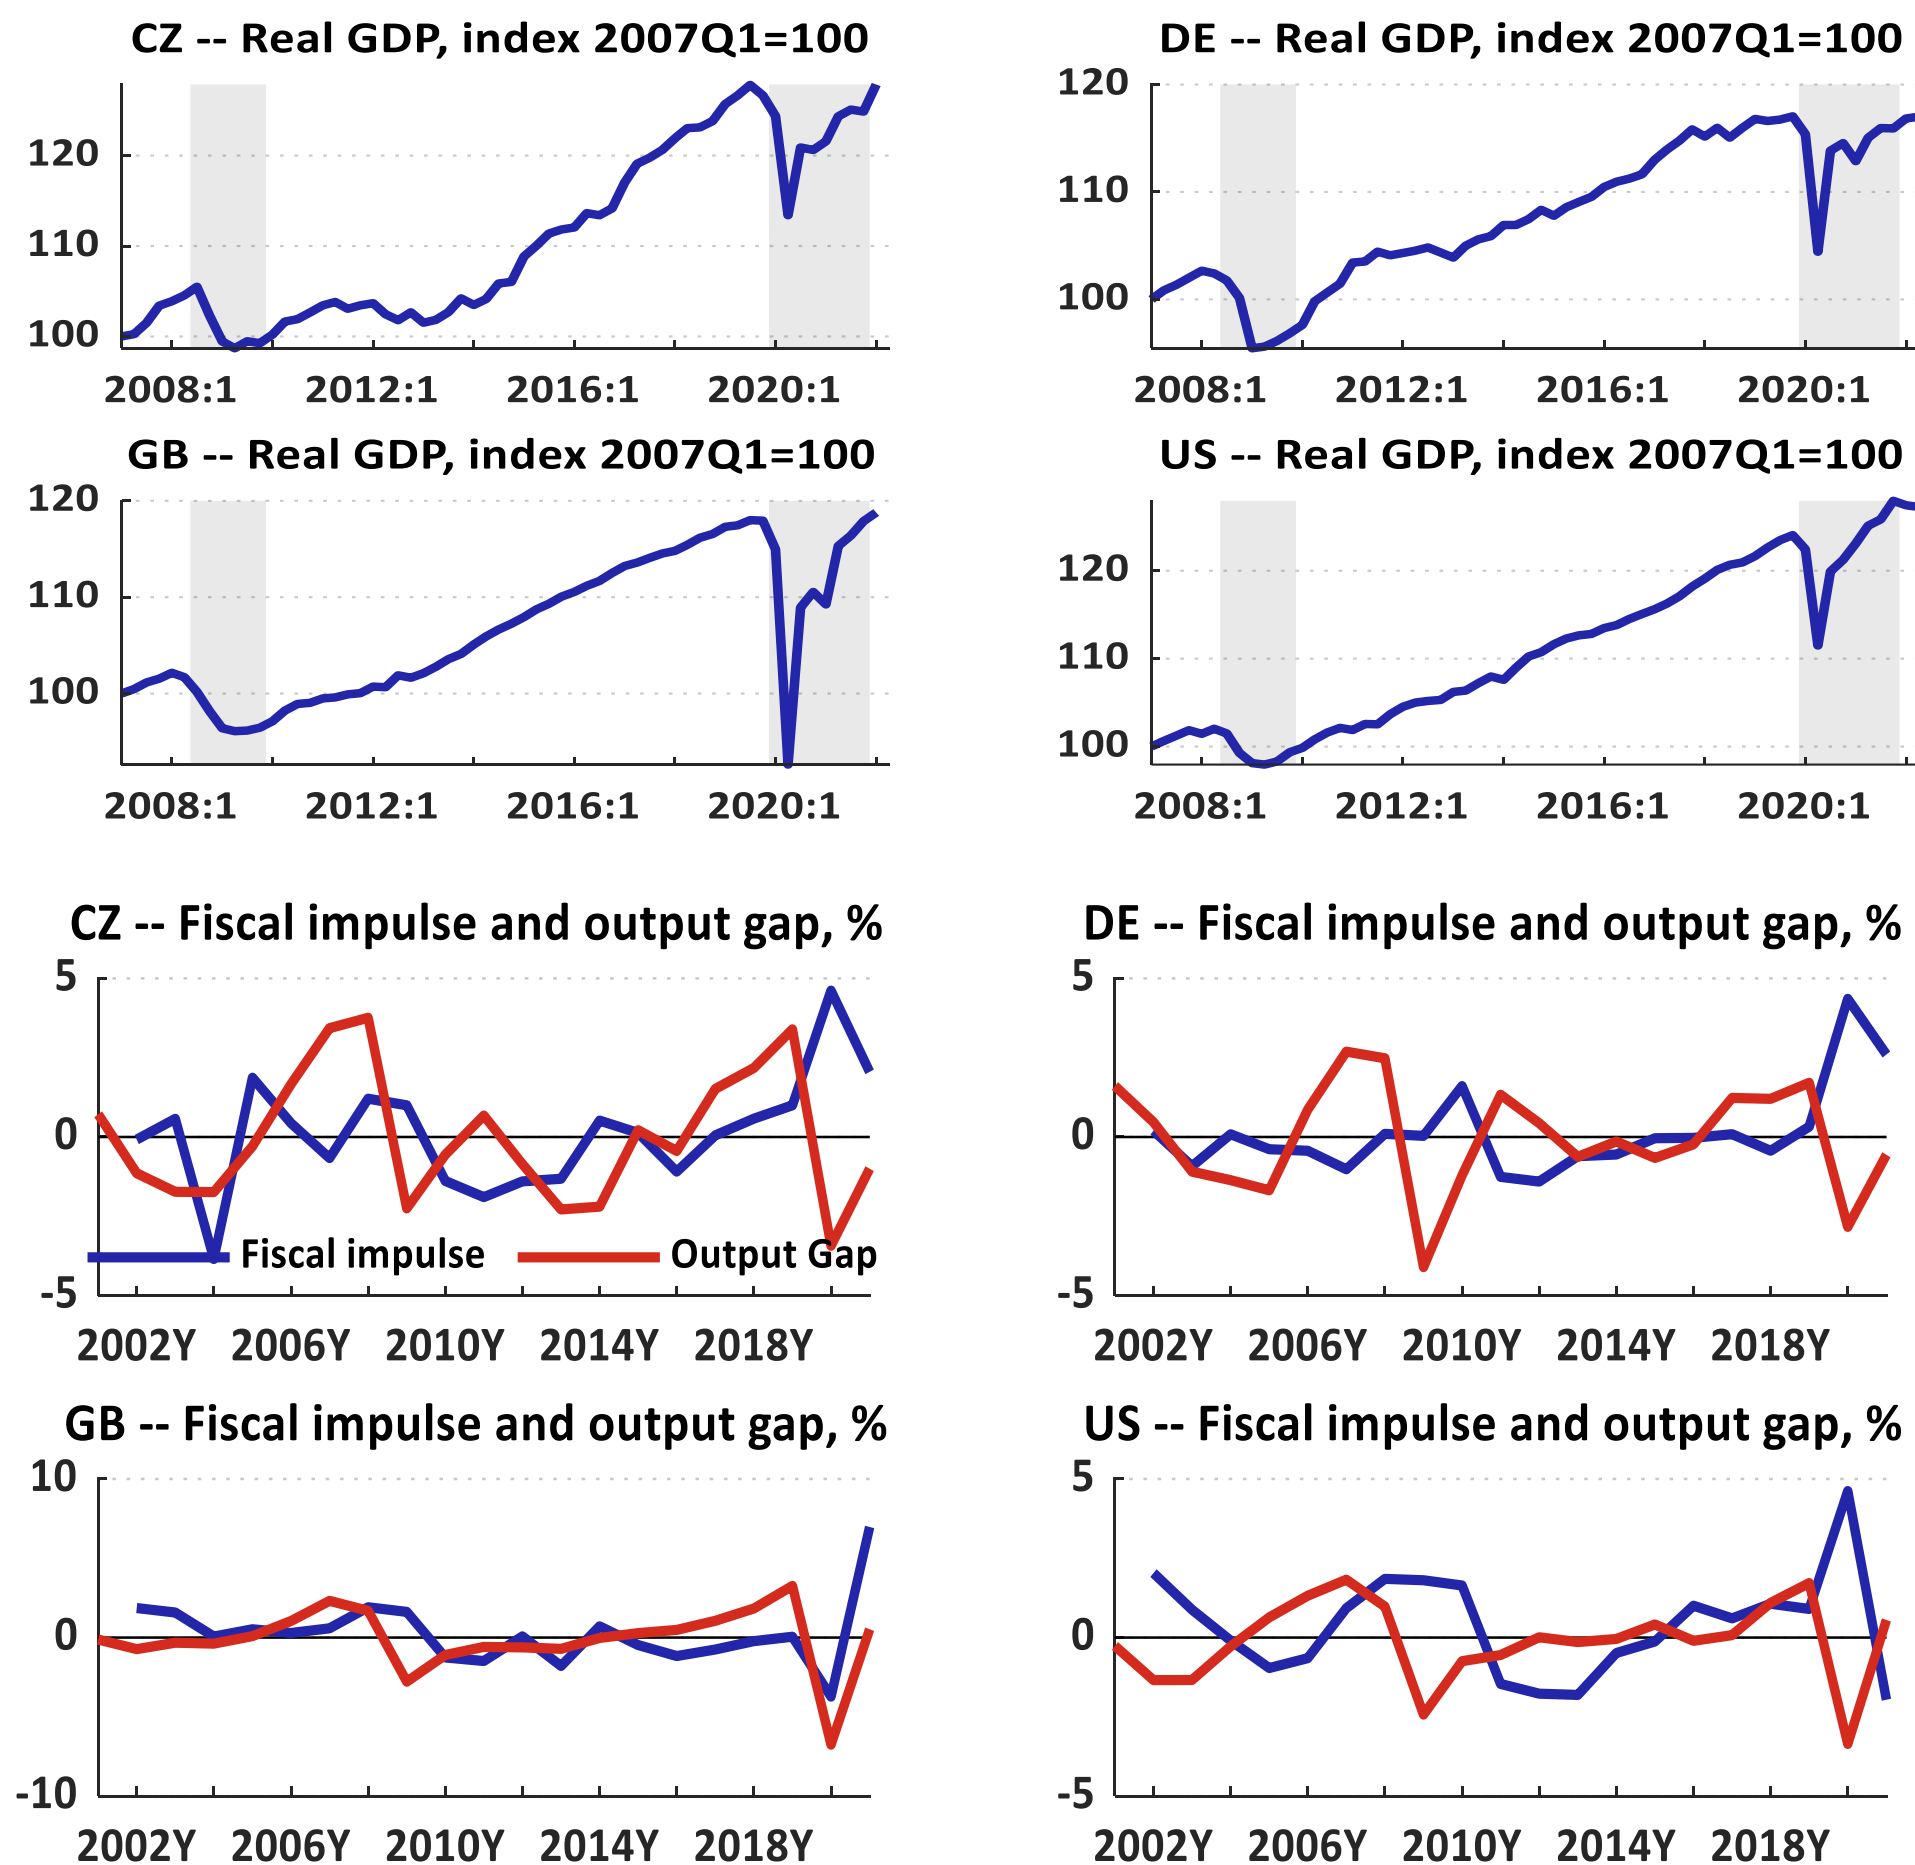 CZ -- Real GDP, index 2007Q1=100
120
110
100
2008:1 2012:1 2016:1 2020:1
DE -- Real GDP, index 2007Q1=100
120
110
100
2008:1 2012:1 2016:1 2020:1
GB -- Real GDP, index 2007Q1=100
120
110
100
2008:1 2012:1 2016:1 2020:1
US -- Real GDP, index 2007Q1=100
120
110
100
2008:1 2012:1 2016:1 2020:1
CZ -- Fiscal impulse and output gap, %
5
0
Fiscal impulse Output Gap
-5
2002Y 2006Y 2010Y 2014Y 2018Y
DE -- Fiscal impulse and output gap, %
5
0
-5
2002Y 2006Y 2010Y 2014Y 2018Y
GB -- Fiscal impulse and output gap, %
10
0
-10
2002Y 2006Y 2010Y 2014Y 2018Y
US -- Fiscal impulse and output gap, %
5
0
-5
2002Y 2006Y 2010Y 2014Y 2018Y